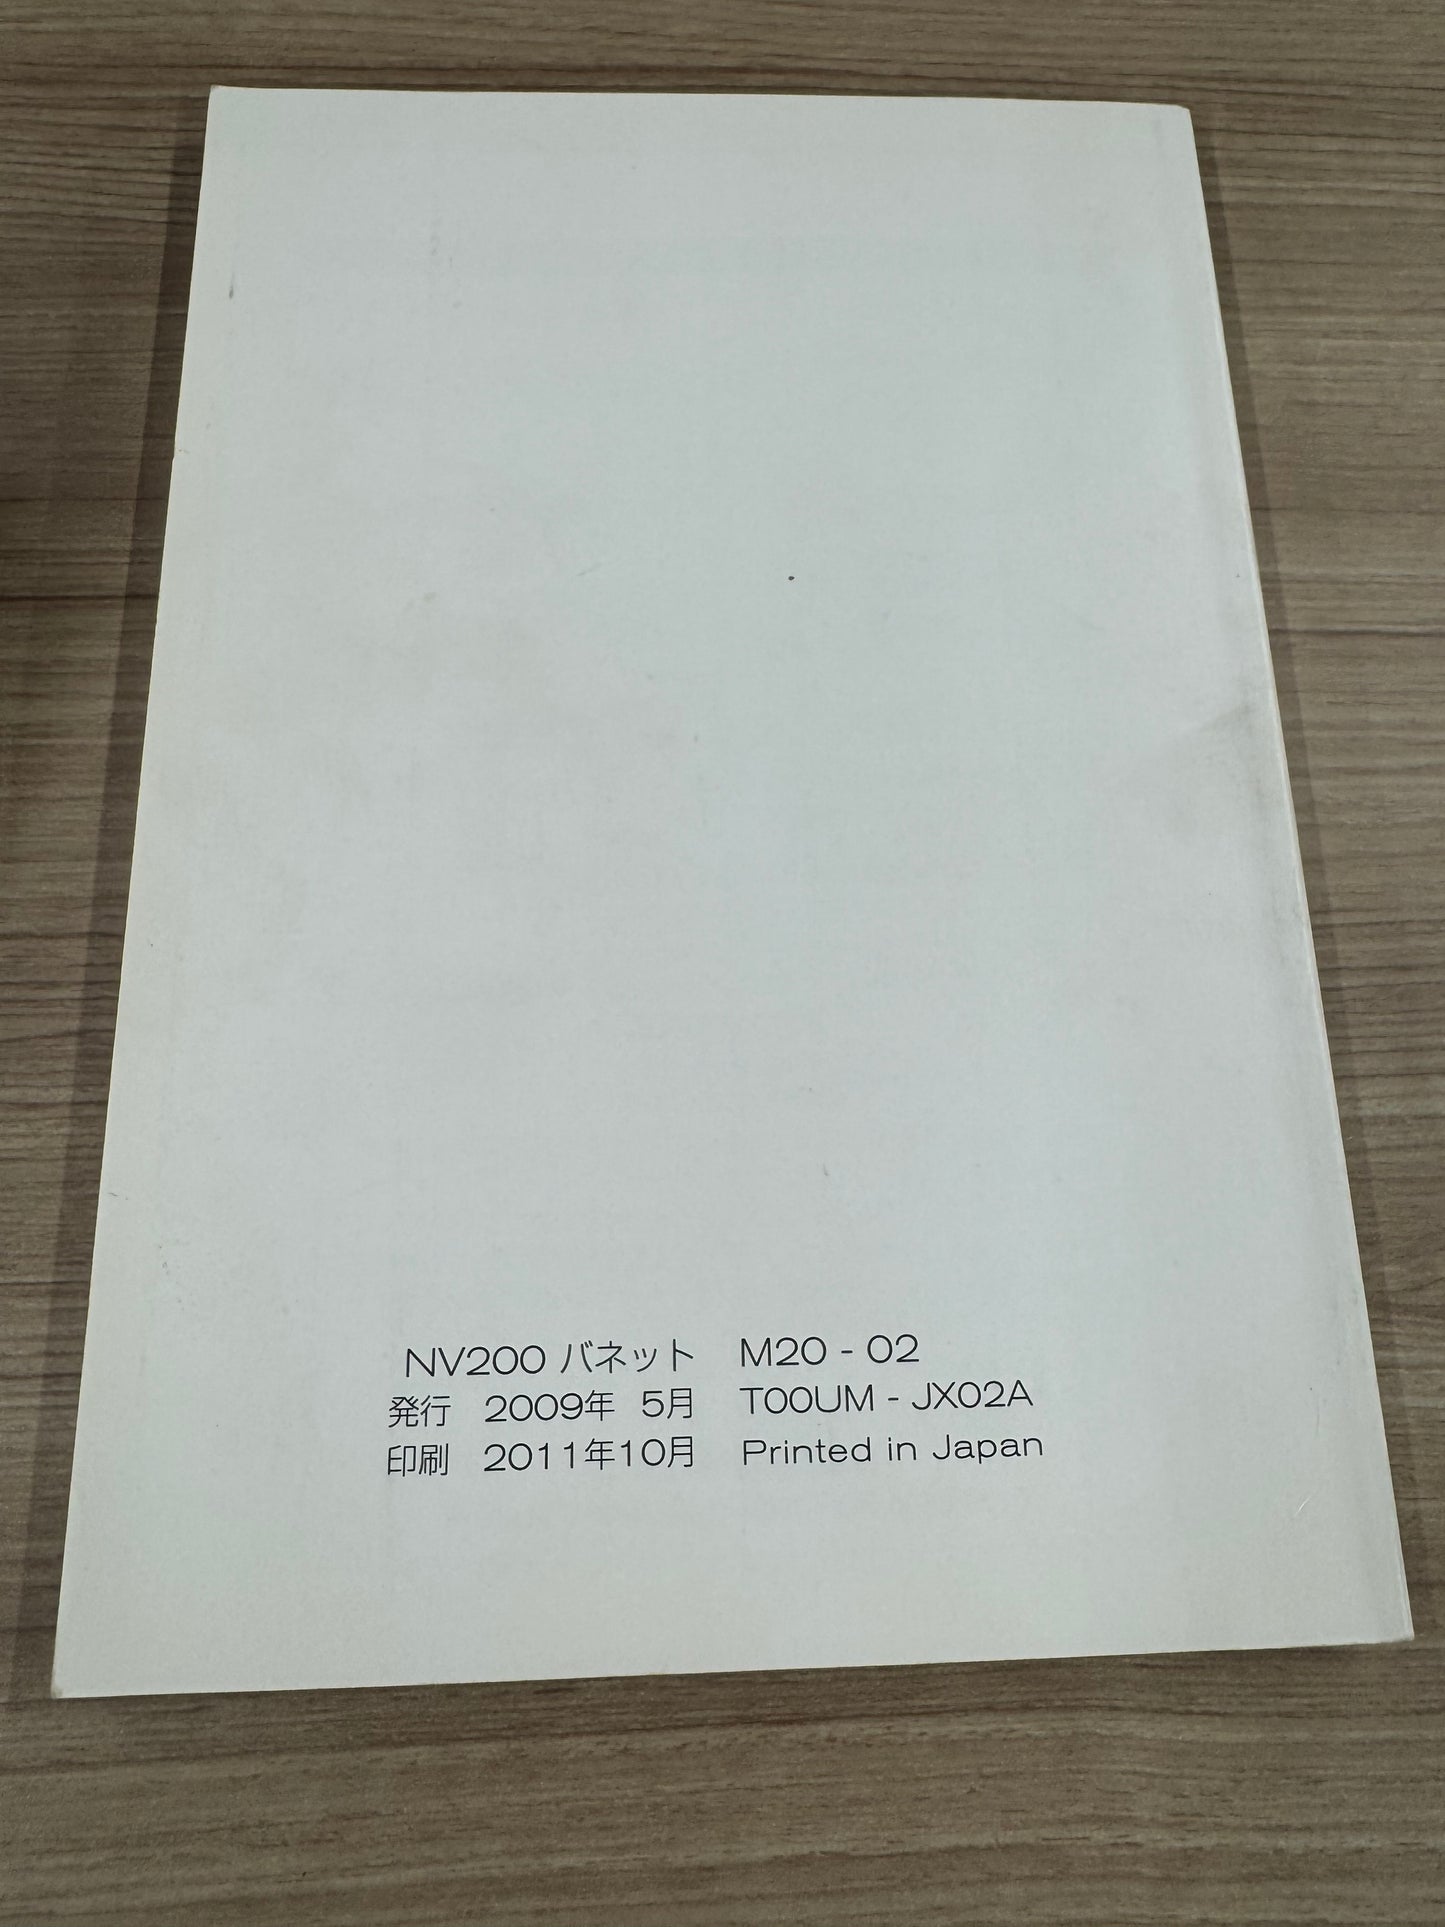 NV200 バネット M20 - 02
発行 2009年 5月 T00UM - JX02A
印刷 2011年10月 Printed in Japan